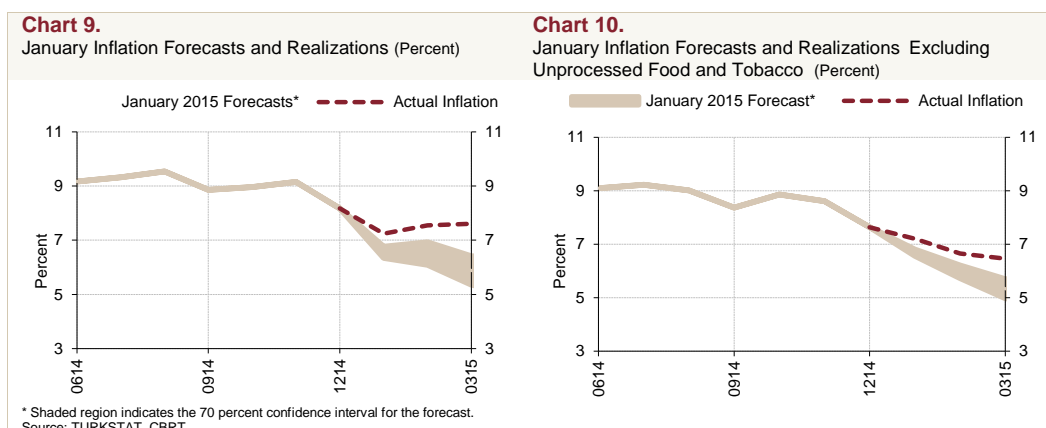 Chart 9.
January Inflation Forecasts and Realizations (Percent)
January 2015 Forecasts* Actual Inflation
11 11
9 9
7 7
5 5
3 3
Percent
0614 0914 1214 0315
* Shaded region indicates the 70 percent confidence interval for the forecast.
Source: TURKSTAT, CBRT.
Chart 10.
January Inflation Forecasts and Realizations Excluding
Unprocessed Food and Tobacco (Percent)
January 2015 Forecast* Actual Inflation
11 11
9 9
7 7
5 5
3 3
Percent
0614 0914 1214 0315